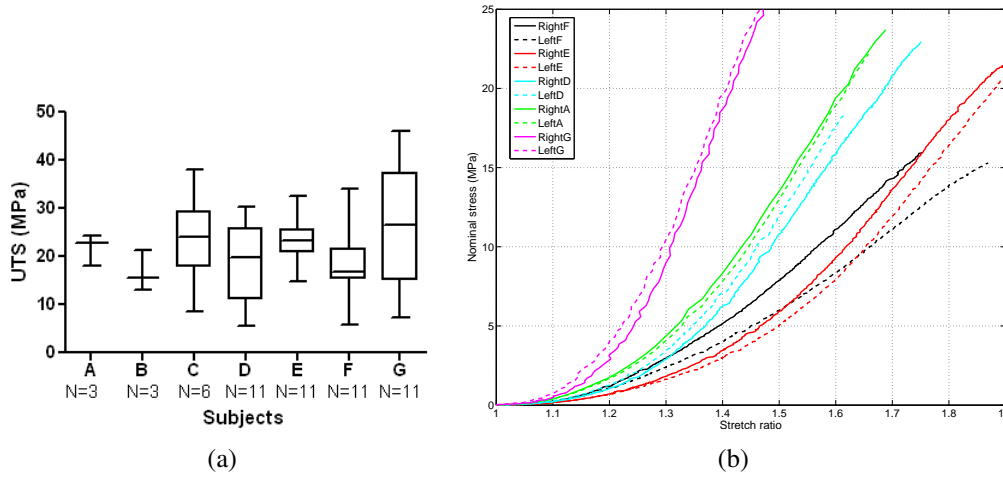 UTS (MPa)
50
40
30
20
10
0
A B C D E F G
N=3 N=3 N=6 N=11 N=11 N=11 N=11
Subjects
(a)
Nominal stress (MPa)
25
20
15
10
5
0
RightF
LeftF
RightE
LeftE
RightD
LeftD
RightA
LeftA
RightG
LeftG
1 1.1 1.2 1.3 1.4 1.5 1.6 1.7 1.8
Stretch ratio
(b)